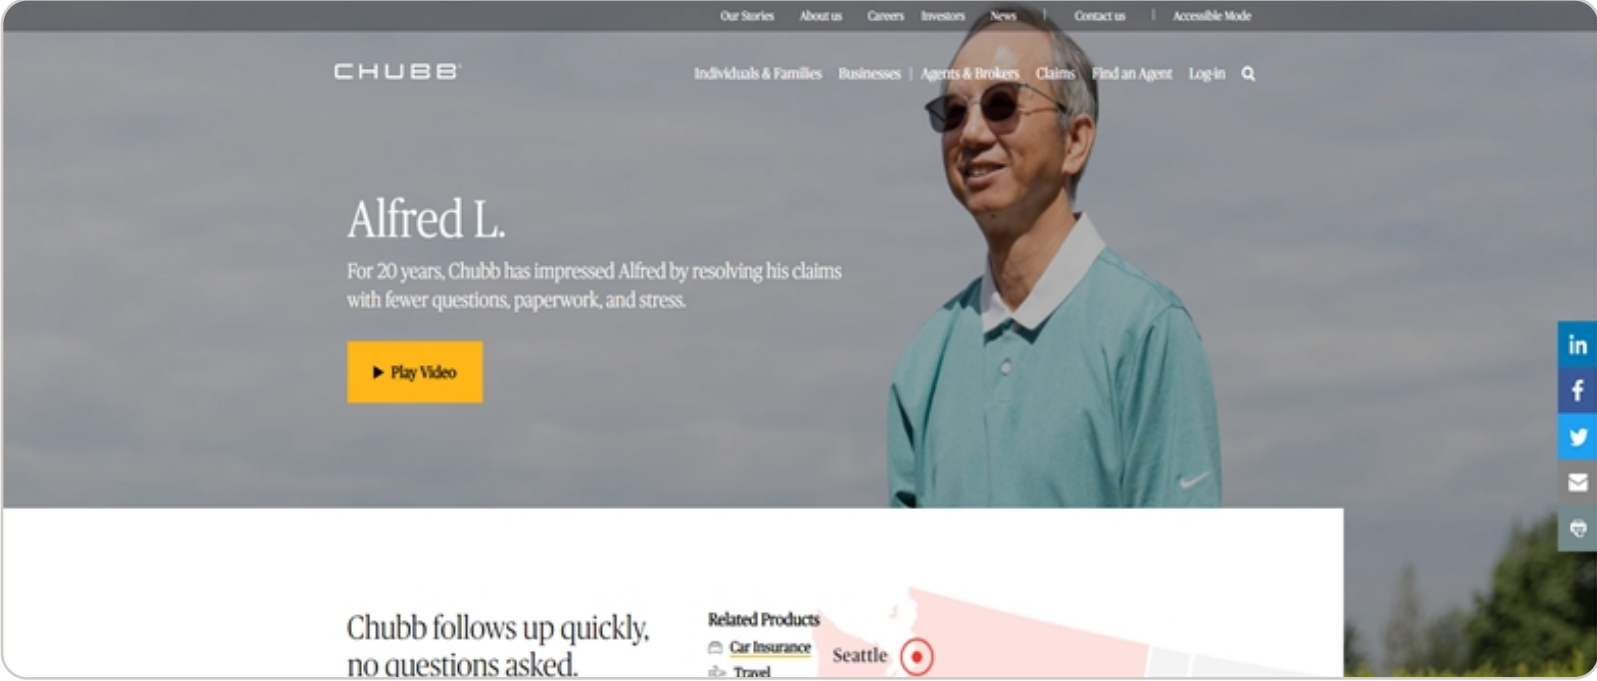 Our Stories About us Careers Investors News | Contact us | Accessible Mode
CHUBB
Individuals & Families Businesses | Agents & Brokers Claims Find an Agent Log-in
Alfred L.
For 20 years, Chubb has impressed Alfred by resolving his claims
with fewer questions, paperwork, and stress.
Play Video
in
f
Chubb follows up quickly,
no questions asked.
Related Products
Car Insurance
Travel
Seattle